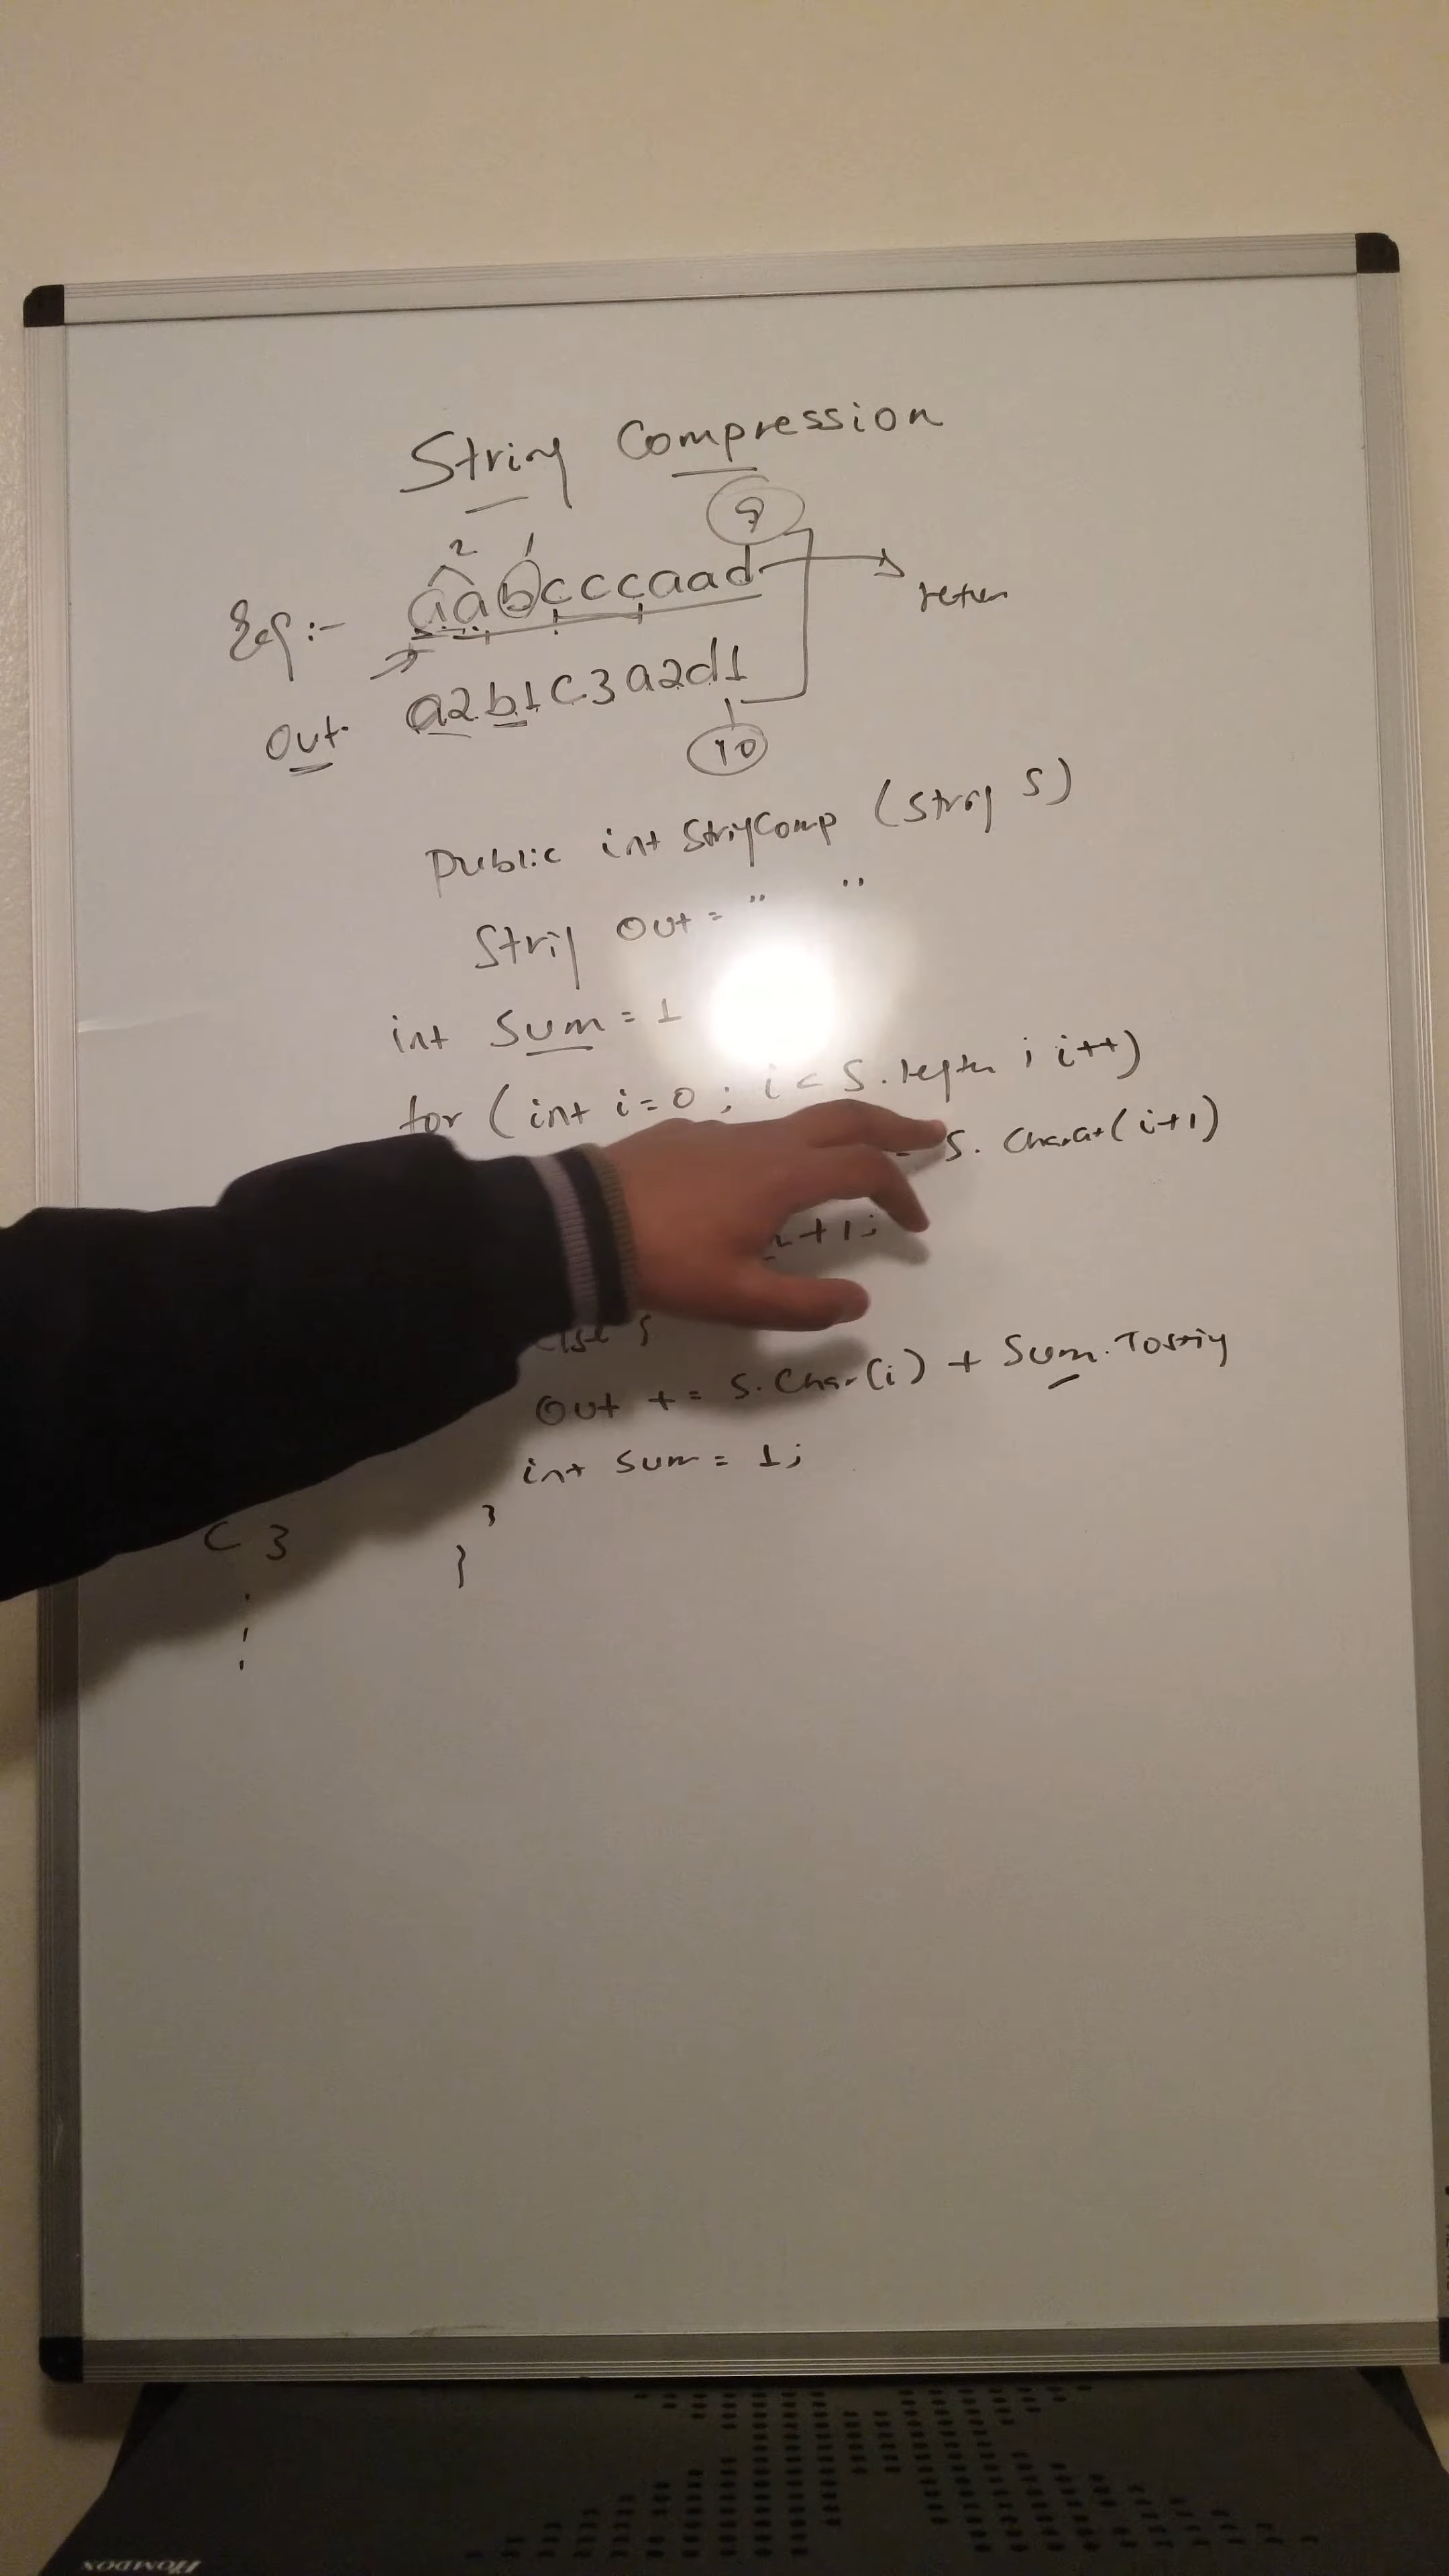 String Compression
9
2 1
Eg :- aabcccaad
return
Out. a2b1c3a2d1
10
Public int StringComp (String S)
String Out = " "
int Sum = 1
for (int i=0 ; i < S.length ; i++)
= S. Charat(i+1)
+1;
else {
Out += S.Char(i) + Sum.Tostring
int Sum = 1;
}
C 3
}
HOMDOX